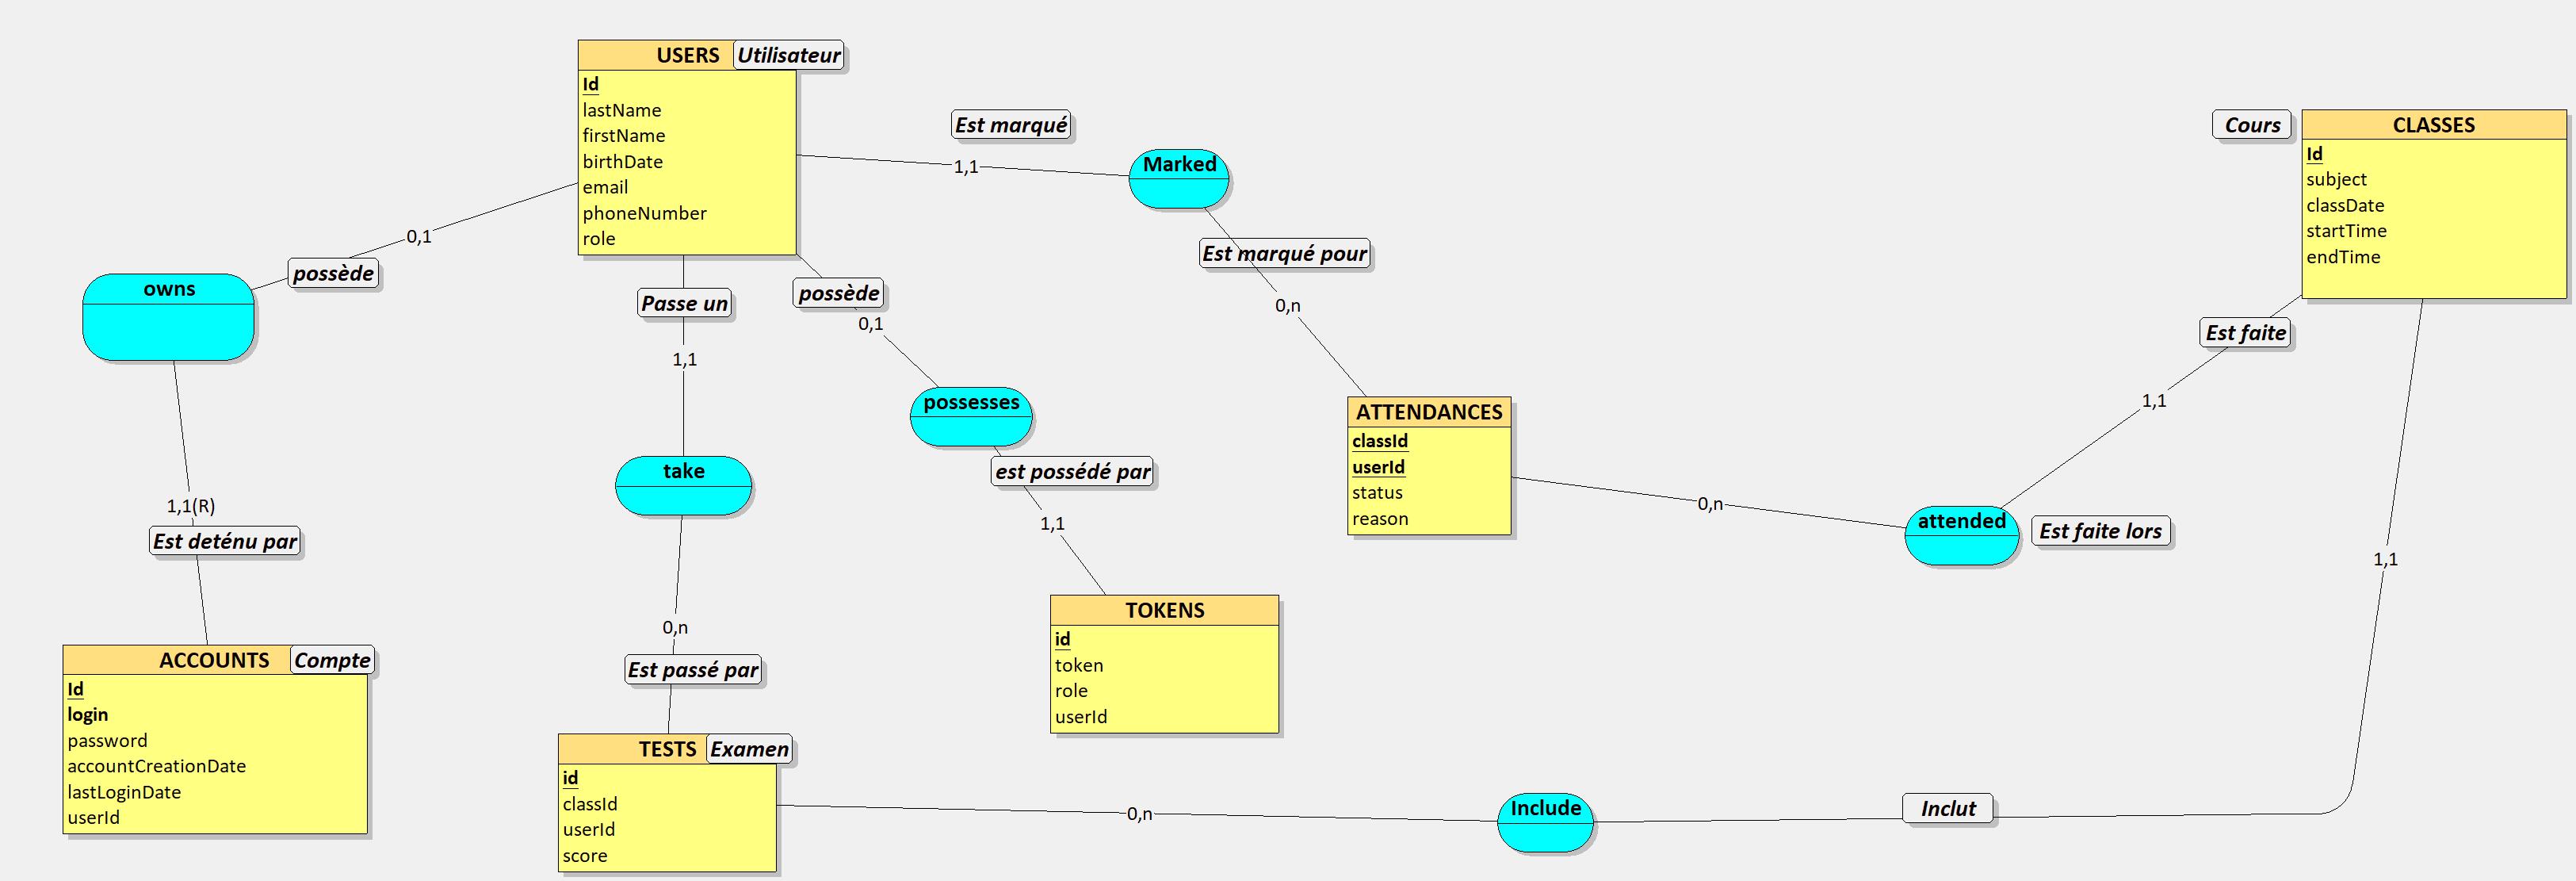 USERS
Utilisateur
Id
lastName
firstName
birthDate
email
phoneNumber
role
Est marqué
1,1
Marked
Est marqué pour
0,n
Cours
CLASSES
Id
subject
classDate
startTime
endTime
0,1
possède
owns
1,1(R)
Est deténu par
ACCOUNTS
Compte
Id
login
password
accountCreationDate
lastLoginDate
userId
Passe un
1,1
take
0,n
Est passé par
TESTS
Examen
id
classId
userId
score
possède
0,1
possesses
est possédé par
1,1
TOKENS
id
token
role
userId
ATTENDANCES
classId
userId
status
reason
0,n
attended
Est faite lors
1,1
Est faite
0,n
Include
Inclut
1,1